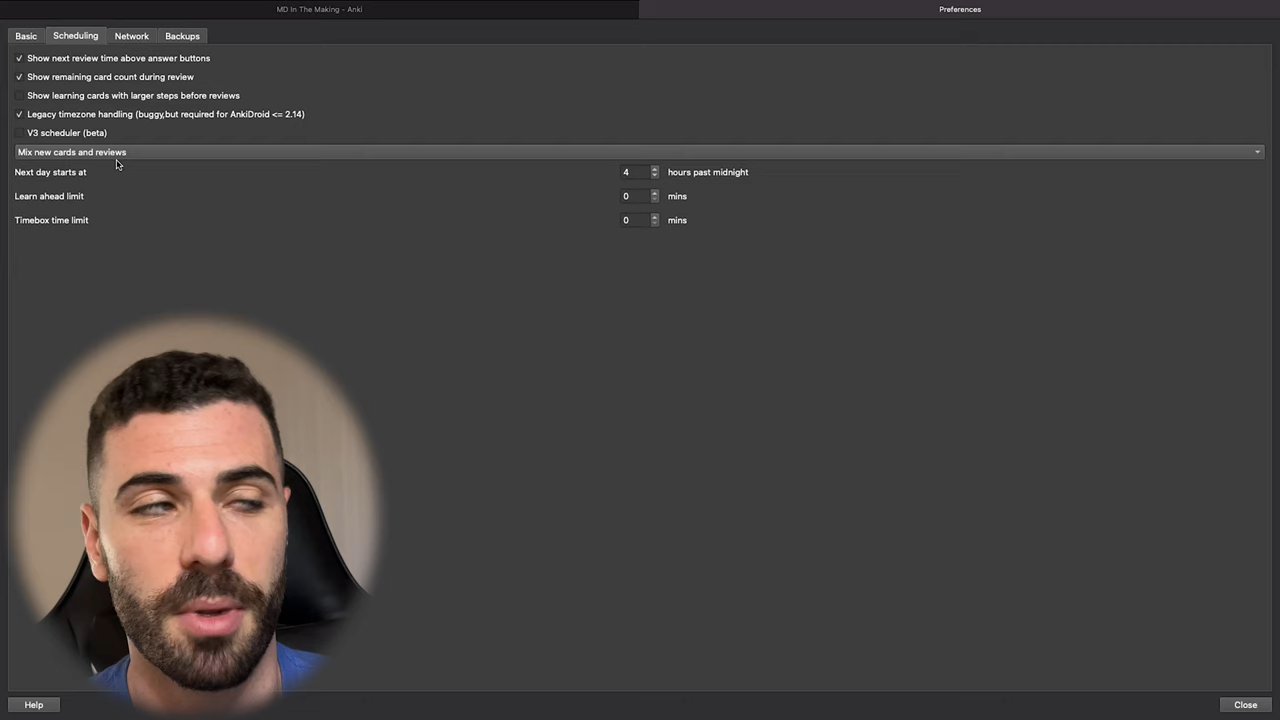 MD In The Making - Anki
Preferences
Basic
Scheduling
Network
Backups
Show next review time above answer buttons
Show remaining card count during review
Show learning cards with larger steps before reviews
Legacy timezone handling (buggy,but required for AnkiDroid <= 2.14)
V3 scheduler (beta)
Mix new cards and reviews
Next day starts at
4
hours past midnight
Learn ahead limit
0
mins
Timebox time limit
0
mins
Help
Close